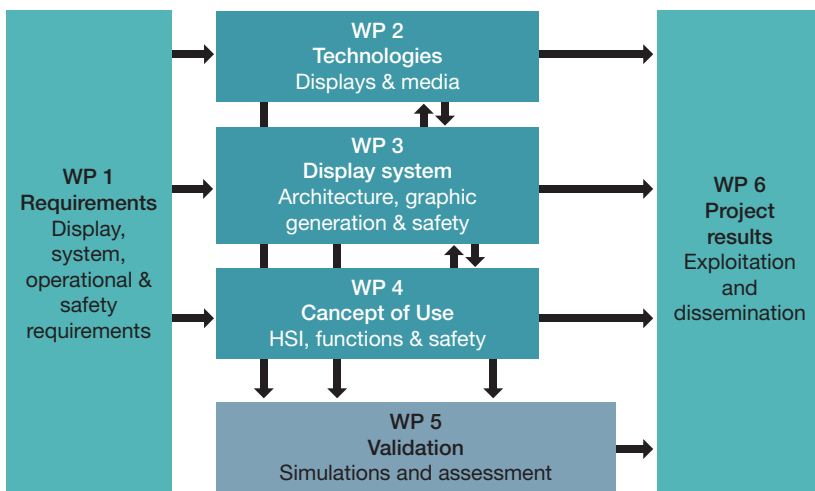 WP 1
Requirements
Display,
system,
operational &
safety
requirements
WP 2
Technologies
Displays & media
WP 3
Display system
Architecture, graphic
generation & safety
WP 4
Cancept of Use
HSI, functions & safety
WP 5
Validation
Simulations and assessment
WP 6
Project
results
Exploitation
and
dissemination